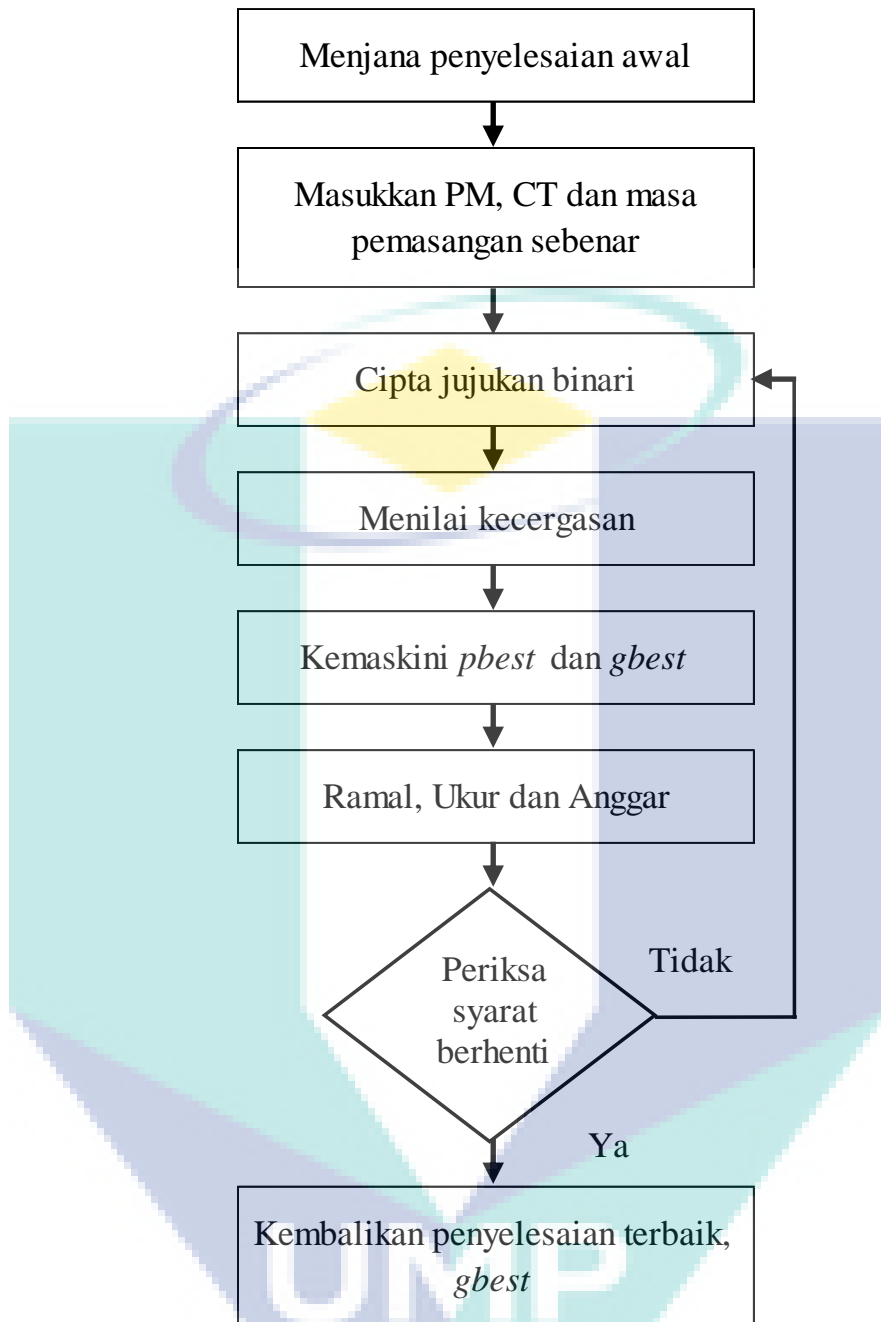 Menjana penyelesaian awal
Masukkan PM, CT dan masa
pemasangan sebenar
Cipta jujukan binari
Menilai kecergasan
Kemaskini pbest dan gbest
Ramal, Ukur dan Anggar
Periksa
syarat
berhenti
Tidak
Ya
Kembalikan penyelesaian terbaik,
gbest
UMP